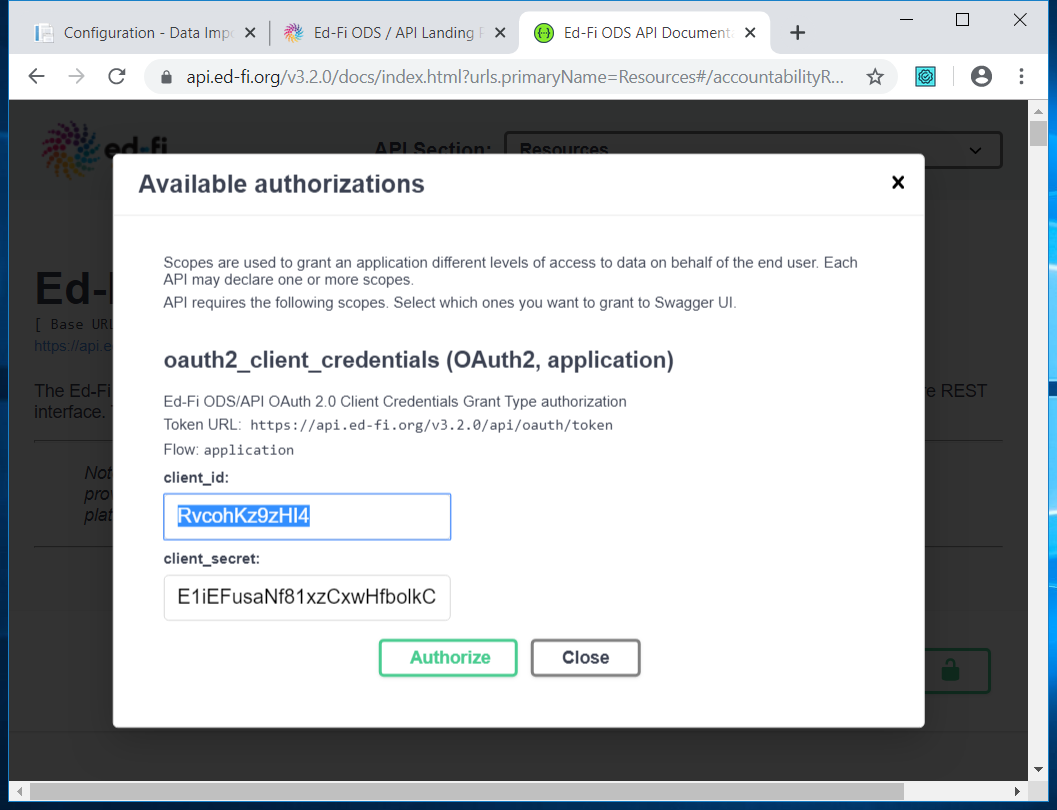 Configuration - Data Imp
Ed-Fi ODS / API Landing P
Ed-Fi ODS API Document
api.ed-fi.org/v3.2.0/docs/index.html?urls.primaryName=Resources#/accountabilityR...
ed-fi
API Section:
Resources
Available authorizations
x
Scopes are used to grant an application different levels of access to data on behalf of the end user. Each
API may declare one or more scopes.
API requires the following scopes. Select which ones you want to grant to Swagger UI.
Ed-
[ Base URL
https://api.e
oauth2_client_credentials (OAuth2, application)
The Ed-Fi
e REST
interface.
Ed-Fi ODS/API OAuth 2.0 Client Credentials Grant Type authorization
Token URL: https://api.ed-fi.org/v3.2.0/api/oauth/token
Flow: application
Not
pro
plat
client_id:
RvcohKz9zHI4
client_secret:
E1iEFusaNf81xzCxwHfbolkC
Authorize
Close